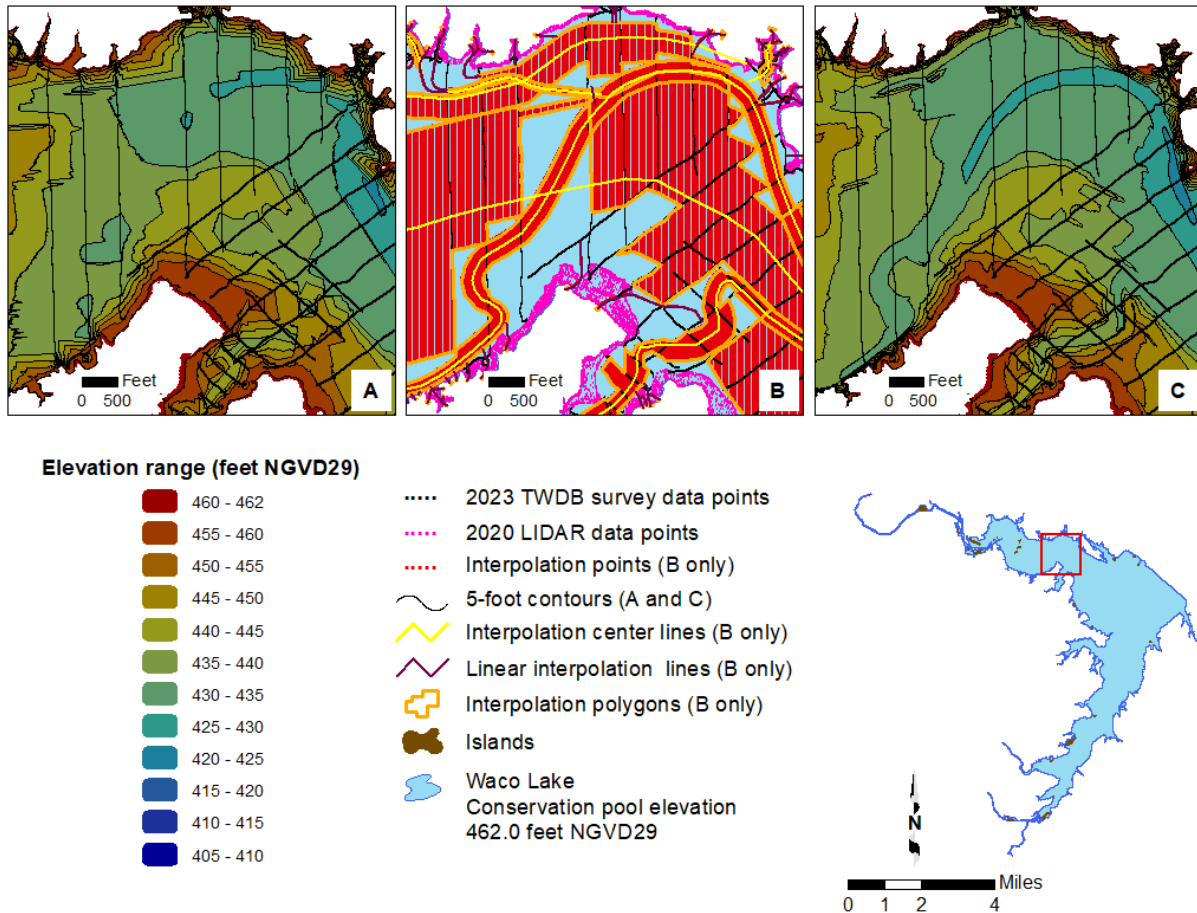 Feet
0 500
A
Feet
0 500
B
Feet
0 500
C
Elevation range (feet NGVD29)
460 - 462
455 - 460
450 - 455
445 - 450
440 - 445
435 - 440
430 - 435
425 - 430
420 - 425
415 - 420
410 - 415
405 - 410
2023 TWDB survey data points
2020 LIDAR data points
Interpolation points (B only)
5-foot contours (A and C)
Interpolation center lines (B only)
Linear interpolation lines (B only)
Interpolation polygons (B only)
Islands
Waco Lake
Conservation pool elevation
462.0 feet NGVD29
N
Miles
0 1 2 4